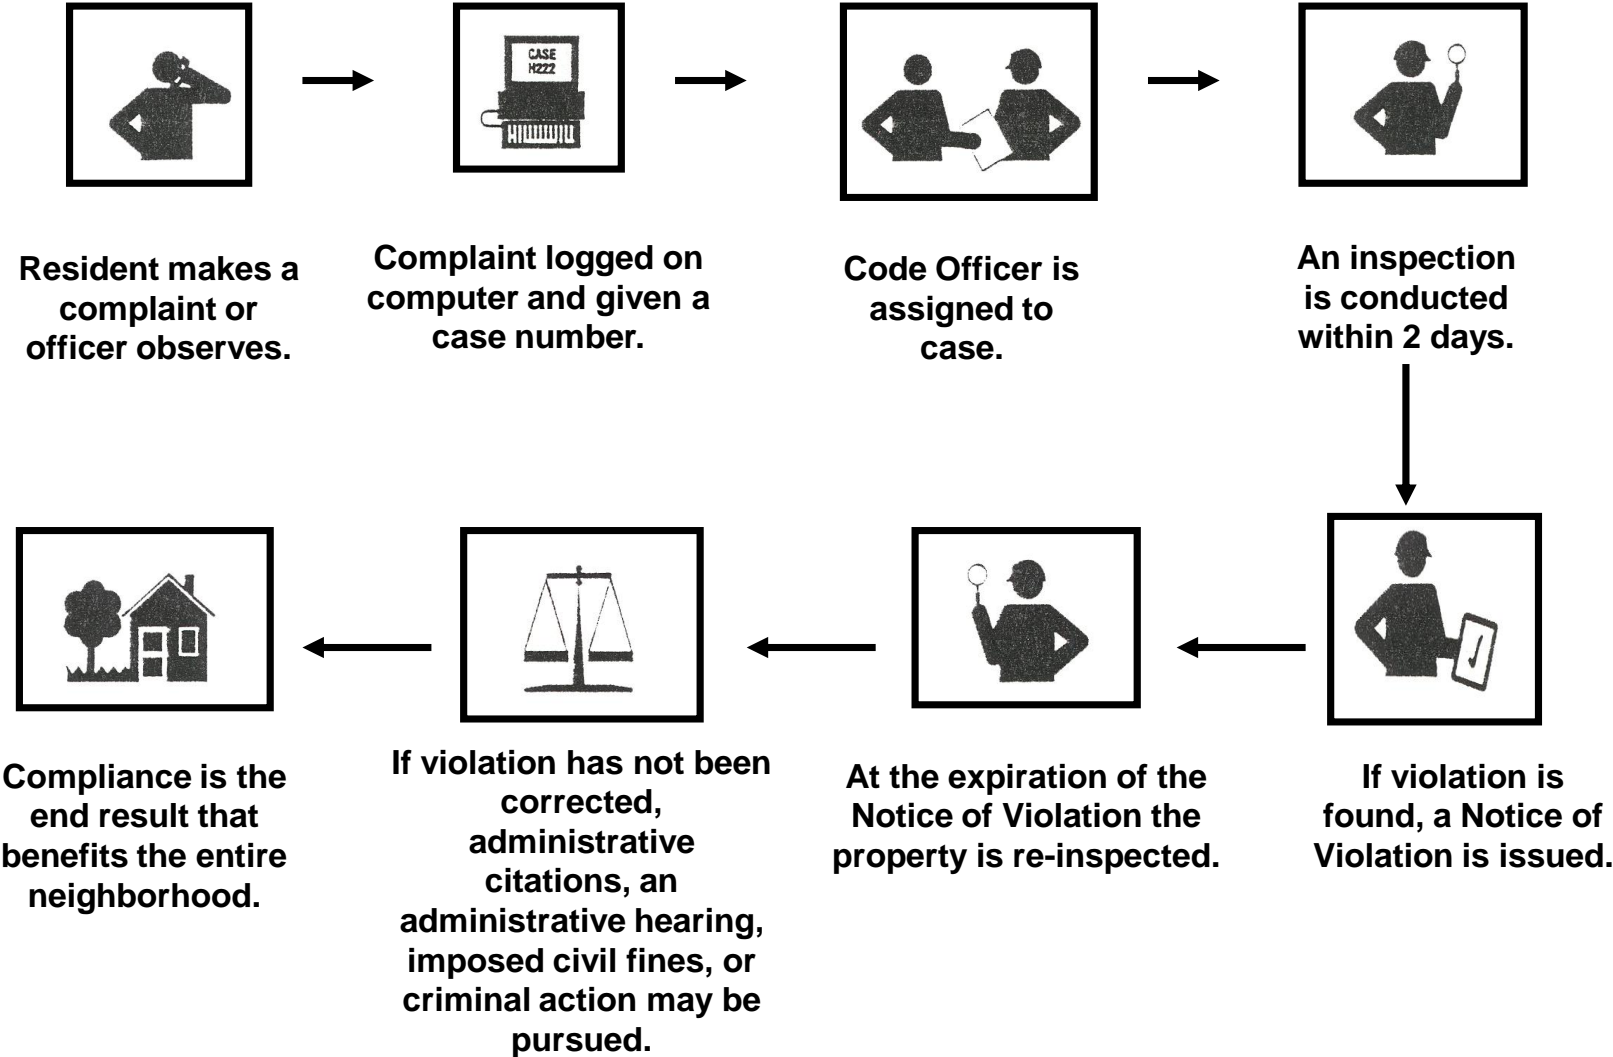 CASE
H222
Resident makes a
complaint or
officer observes.
Complaint logged on
computer and given a
case number.
Code Officer is
assigned to
case.
An inspection
is conducted
within 2 days.
If violation is
found, a Notice of
Violation is issued.
At the expiration of the
Notice of Violation the
property is re-inspected.
If violation has not been
corrected,
administrative
citations, an
administrative hearing,
imposed civil fines, or
criminal action may be
pursued.
Compliance is the
end result that
benefits the entire
neighborhood.